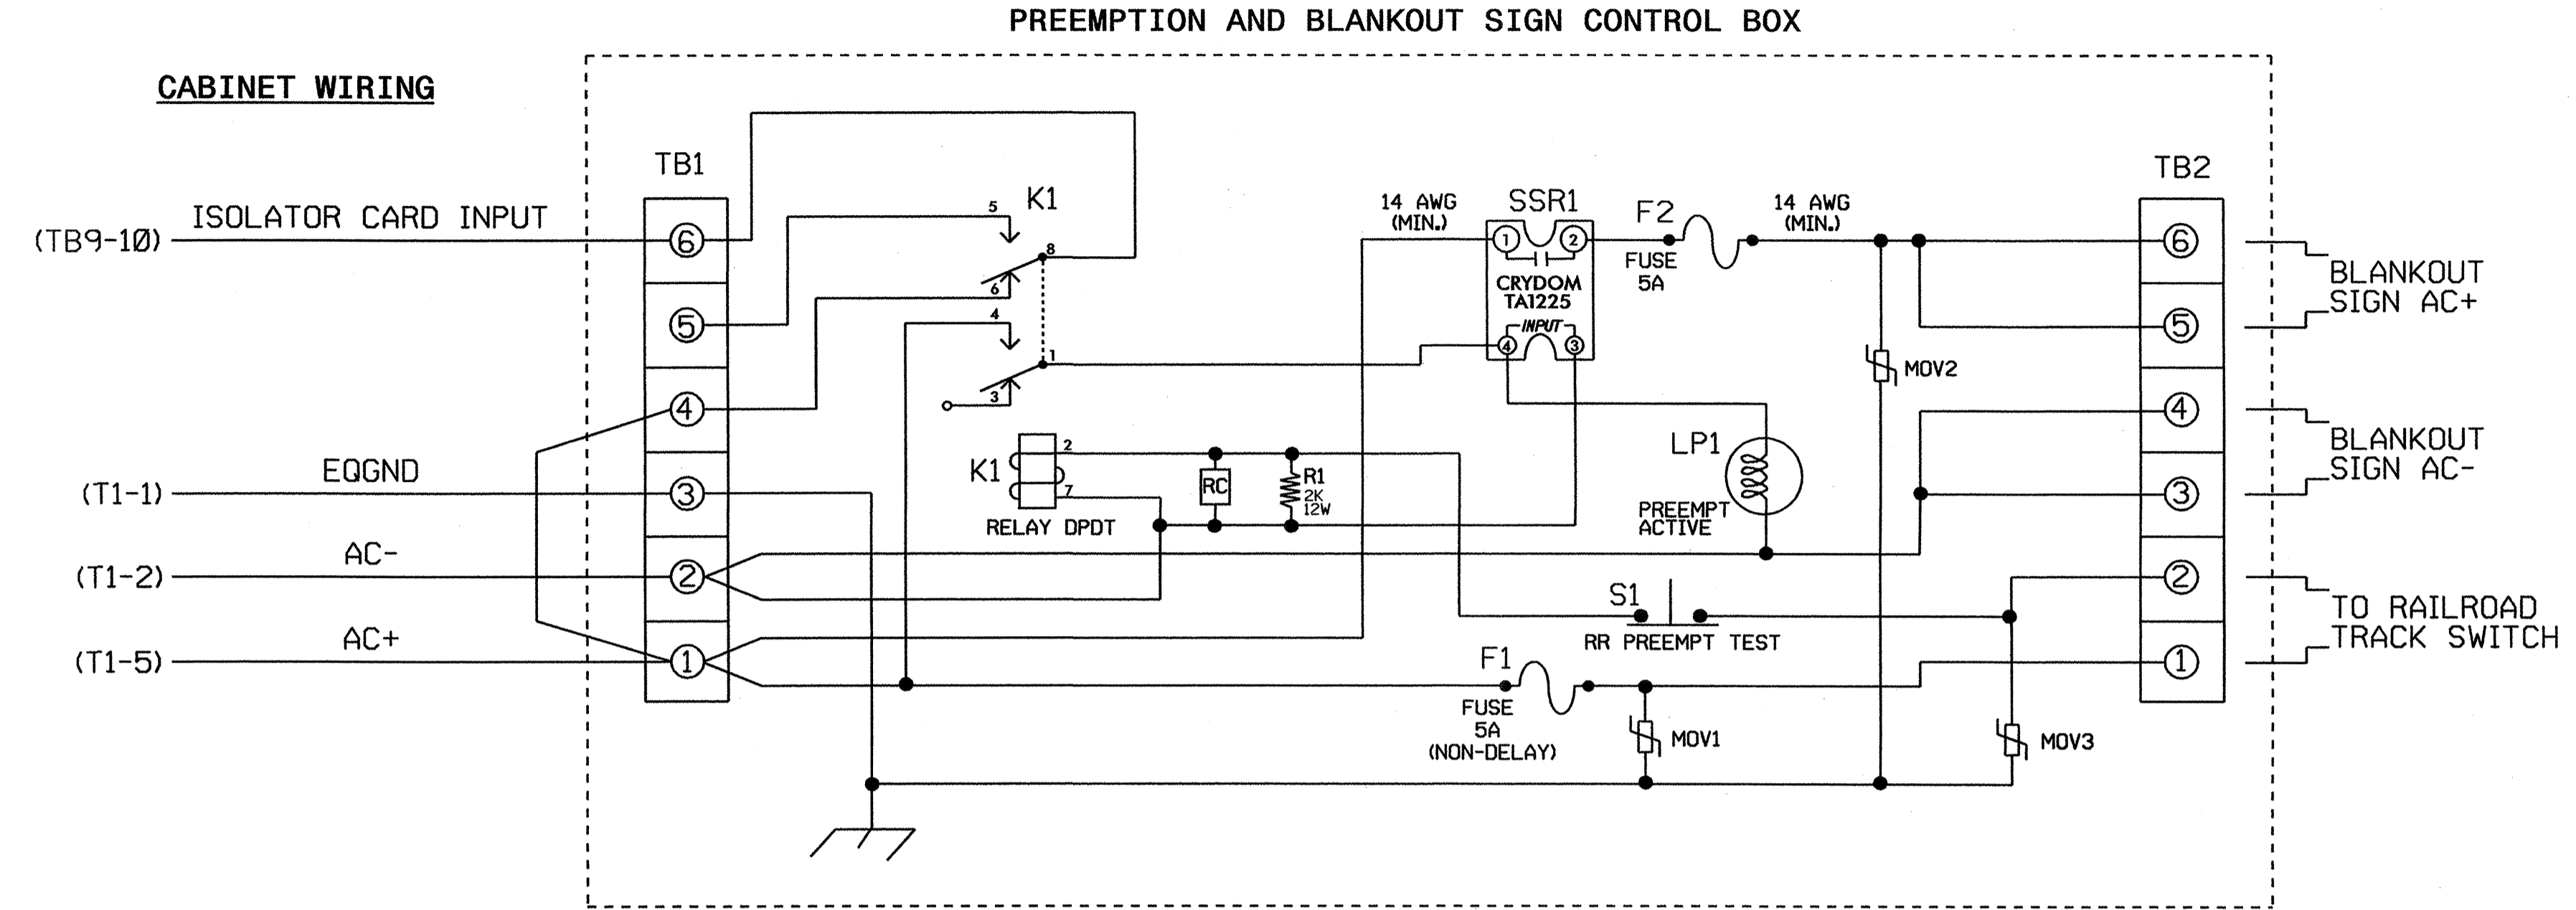 PREEMPTION AND BLANKOUT SIGN CONTROL BOX
CABINET WIRING
TB1
TB2
K1
5
8
6
4
1
3
14 AWG
(MIN.)
SSR1
1
2
CRYDOM
TA1225
INPUT
4
3
F2
FUSE
5A
14 AWG
(MIN.)
(TB9-10)
ISOLATOR CARD INPUT
6
5
4
3
2
1
(T1-1)
EQGND
(T1-2)
AC-
(T1-5)
AC+
K1
2
7
RELAY DPDT
RC
R1
2K
12W
LP1
PREEMPT
ACTIVE
S1
RR PREEMPT TEST
F1
FUSE
5A
(NON-DELAY)
MOV1
MOV2
MOV3
6
5
4
3
2
1
BLANKOUT
SIGN AC+
BLANKOUT
SIGN AC-
TO RAILROAD
TRACK SWITCH